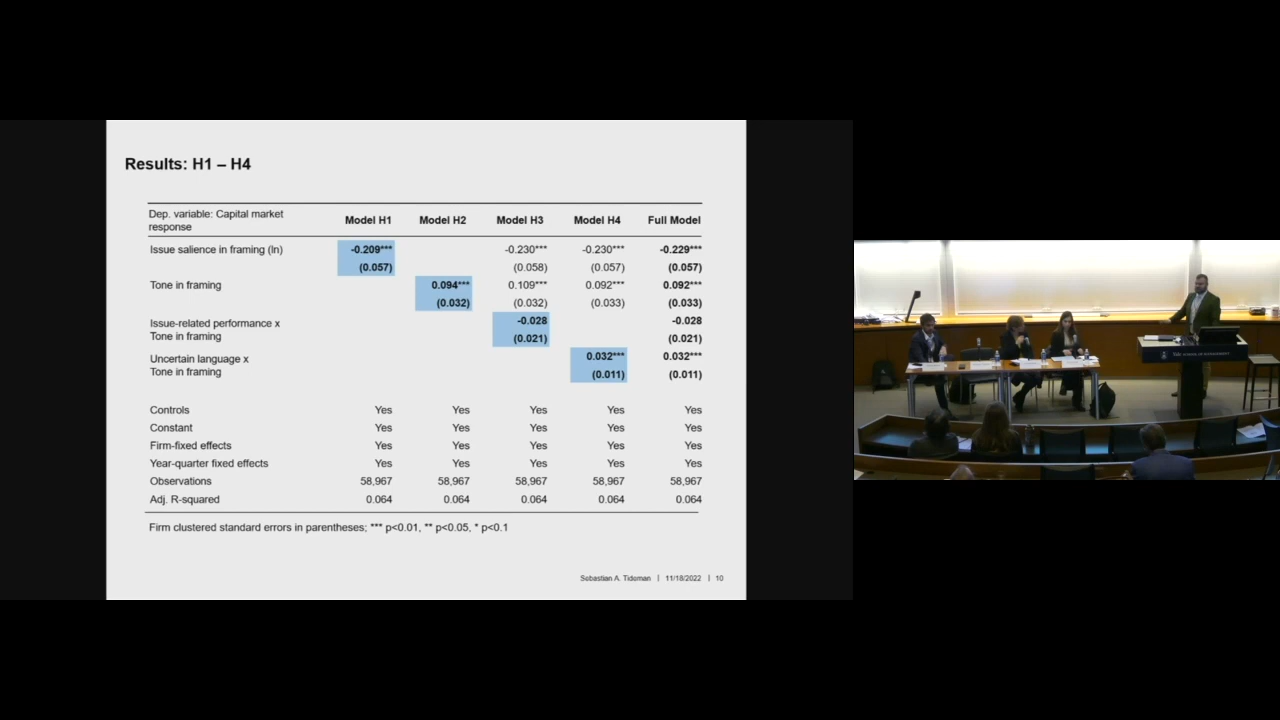 Results: H1 – H4
Dep. variable: Capital market response Model H1 Model H2 Model H3 Model H4 Full Model
Issue salience in framing (ln) -0.209*** -0.230*** -0.230*** -0.229***
(0.057) (0.058) (0.057) (0.057)
Tone in framing 0.094*** 0.109*** 0.092*** 0.092***
(0.032) (0.032) (0.033) (0.033)
Issue-related performance x Tone in framing -0.028 -0.028
(0.021) (0.021)
Uncertain language x Tone in framing 0.032*** 0.032***
(0.011) (0.011)
Controls Yes Yes Yes Yes Yes
Constant Yes Yes Yes Yes Yes
Firm-fixed effects Yes Yes Yes Yes Yes
Year-quarter fixed effects Yes Yes Yes Yes Yes
Observations 58,967 58,967 58,967 58,967 58,967
Adj. R-squared 0.064 0.064 0.064 0.064 0.064
Firm clustered standard errors in parentheses; *** p<0.01, ** p<0.05, * p<0.1
Sebastian A. Tideman | 11/18/2022 | 10
Yale SCHOOL OF MANAGEMENT